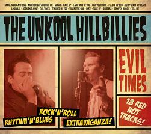 THE UNKOOL HILLBILLIES
EVIL
TIMES
ROCK'N'ROLL
RHYTHM'N'BLUES
EXTRAVAGANZA!
18 RED HOT
TRACKS!